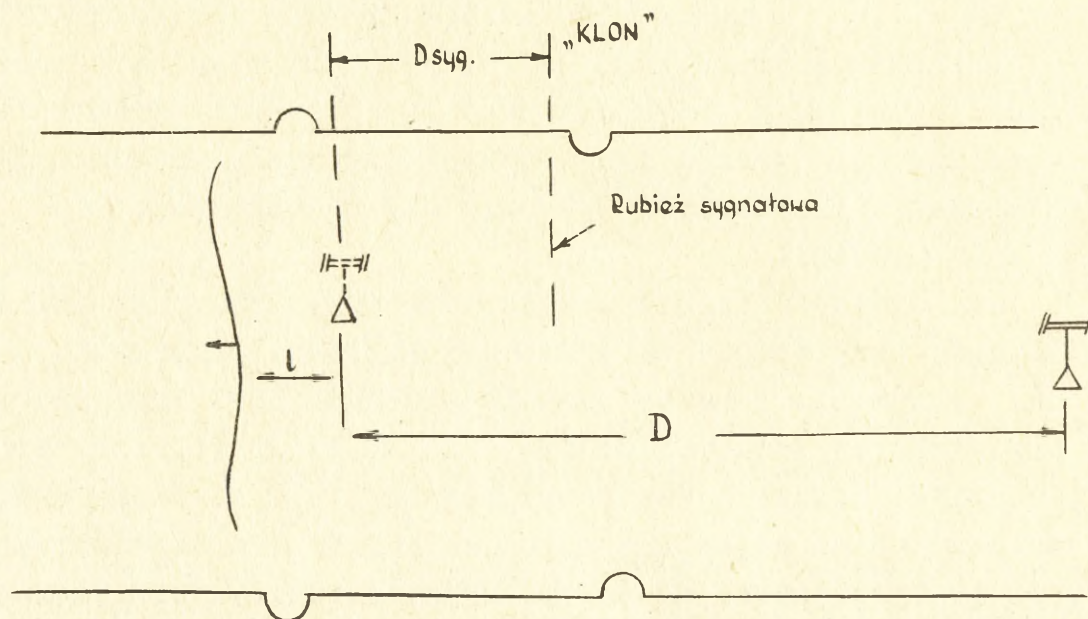 „KLON”
Dsyg.
Rubież sygnałowa
l
D